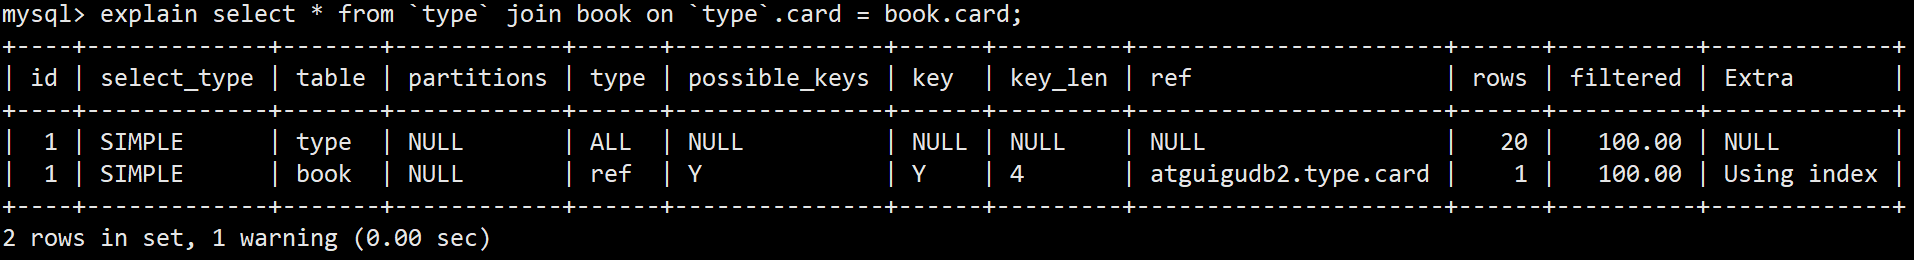 mysql> explain select * from `type` join book on `type`.card = book.card;
+----+-------------+-------+------------+------+---------------+------+---------+---------------------+------+----------+-------------+
| id | select_type | table | partitions | type | possible_keys | key  | key_len | ref                 | rows | filtered | Extra       |
+----+-------------+-------+------------+------+---------------+------+---------+---------------------+------+----------+-------------+
|  1 | SIMPLE      | type  | NULL       | ALL  | NULL          | NULL | NULL    | NULL                |   20 |   100.00 | NULL        |
|  1 | SIMPLE      | book  | NULL       | ref  | Y             | Y    | 4       | atguigudb2.type.card |    1 |   100.00 | Using index |
+----+-------------+-------+------------+------+---------------+------+---------+---------------------+------+----------+-------------+
2 rows in set, 1 warning (0.00 sec)